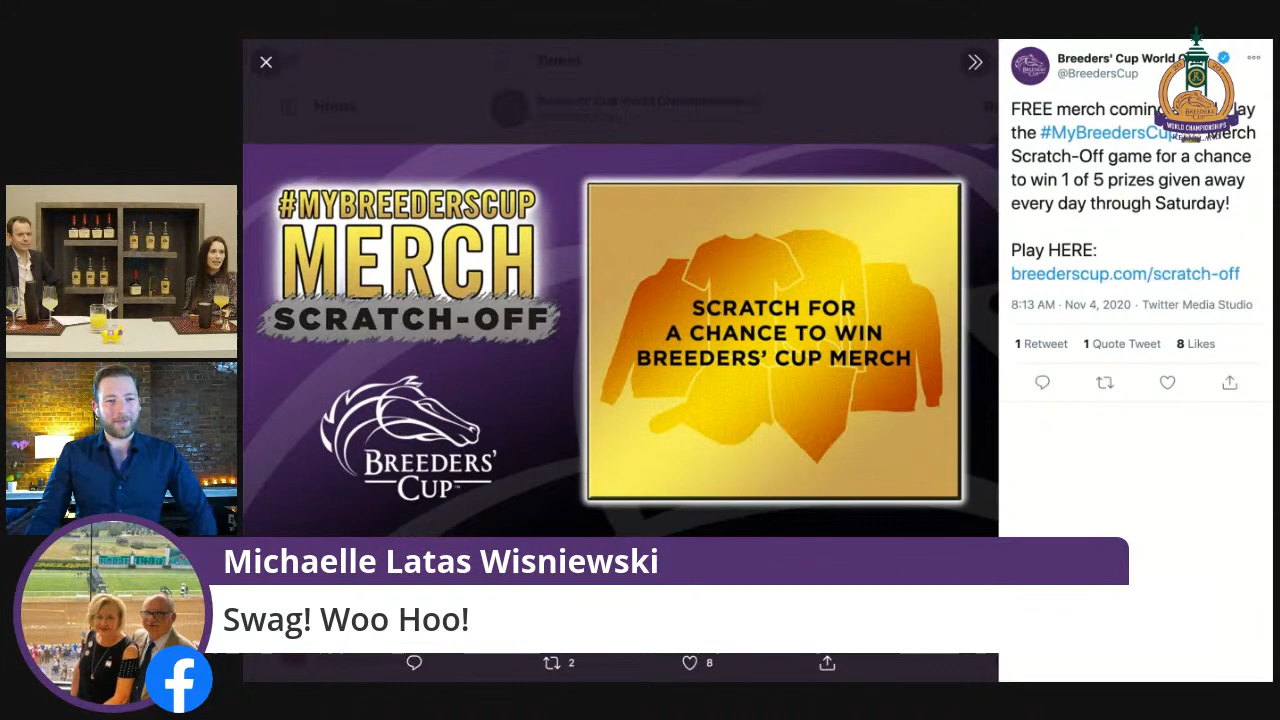 Breeders' Cup World
@BreedersCup
FREE merch coming
the #MyBreedersCup Merch
Scratch-Off game for a chance
to win 1 of 5 prizes given away
every day through Saturday!
Play HERE:
breederscup.com/scratch-off
8:13 AM · Nov 4, 2020 · Twitter Media Studio
1 Retweet 1 Quote Tweet 8 Likes
BREEDERS' CUP
WORLD CHAMPIONSHIPS
#MYBREEDERSCUP
MERCH
SCRATCH-OFF
BREEDERS'
CUP™
SCRATCH FOR
A CHANCE TO WIN
BREEDERS' CUP MERCH
Michaelle Latas Wisniewski
Swag! Woo Hoo!
2 8